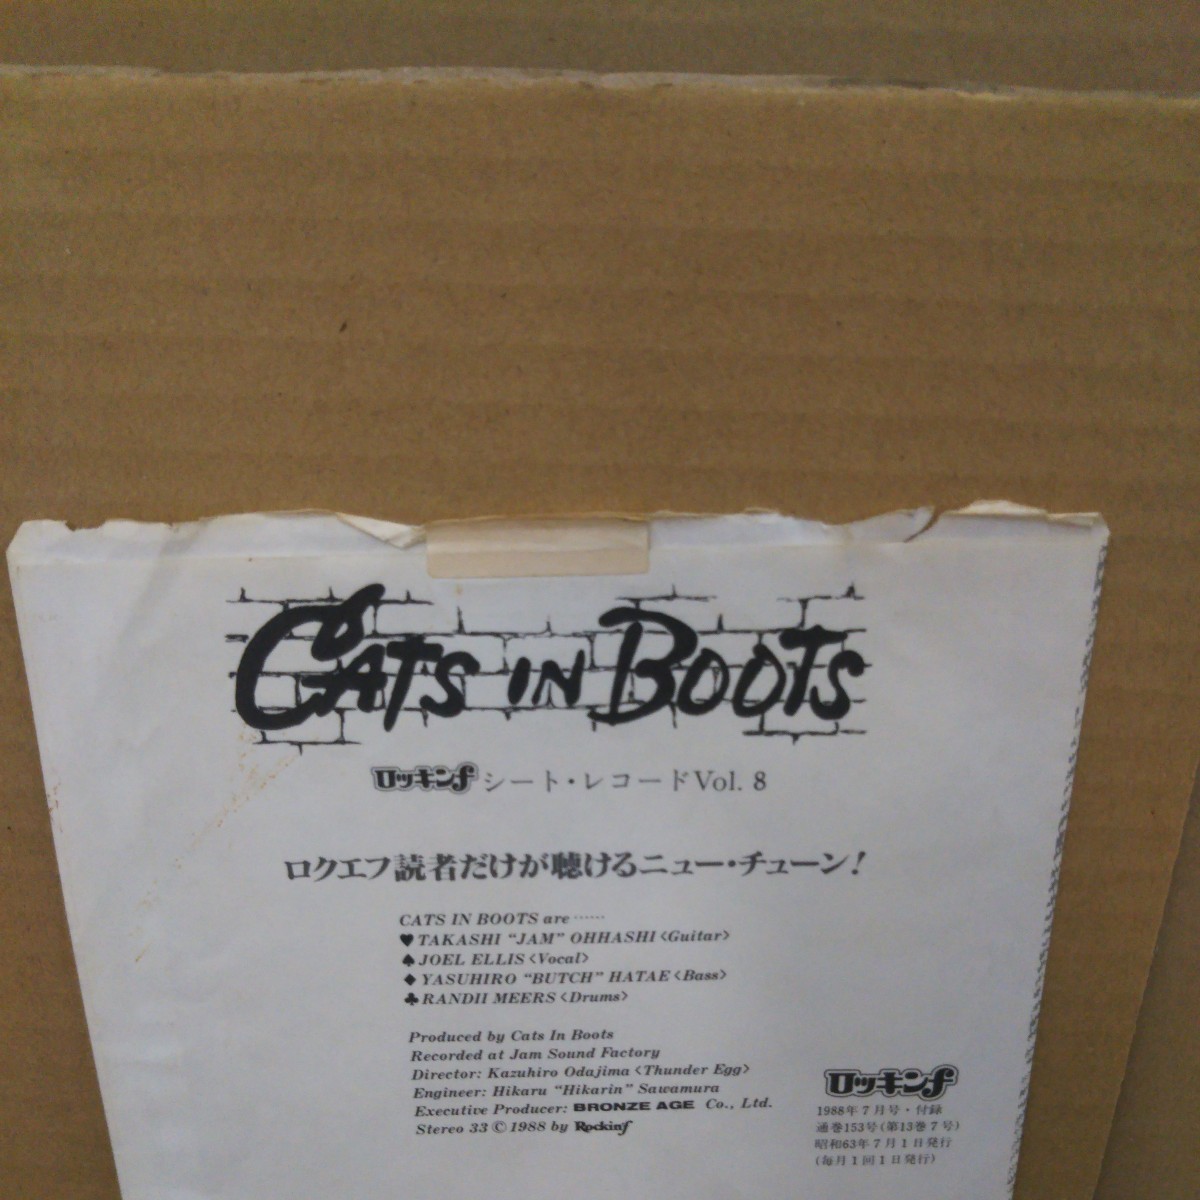 CATS IN BOOTS
ロッキンf シート・レコード Vol. 8
ロクエフ読者だけが聴けるニュー・チューン!
CATS IN BOOTS are ……
♥TAKASHI "JAM" OHHASHI <Guitar>
♠JOEL ELLIS <Vocal>
◆YASUHIRO "BUTCH" HATAE <Bass>
♣RANDII MEERS <Drums>
Produced by Cats In Boots
Recorded at Jam Sound Factory
Director: Kazuhiro Odajima <Thunder Egg>
Engineer: Hikaru "Hikarin" Sawamura
Executive Producer: BRONZE AGE Co., Ltd.
Stereo 33 © 1988 by Rockin'f
ロッキンf
1988年7月号・付録
通巻153号(第13巻7号)
昭和63年7月1日発行
(毎月1回1日発行)